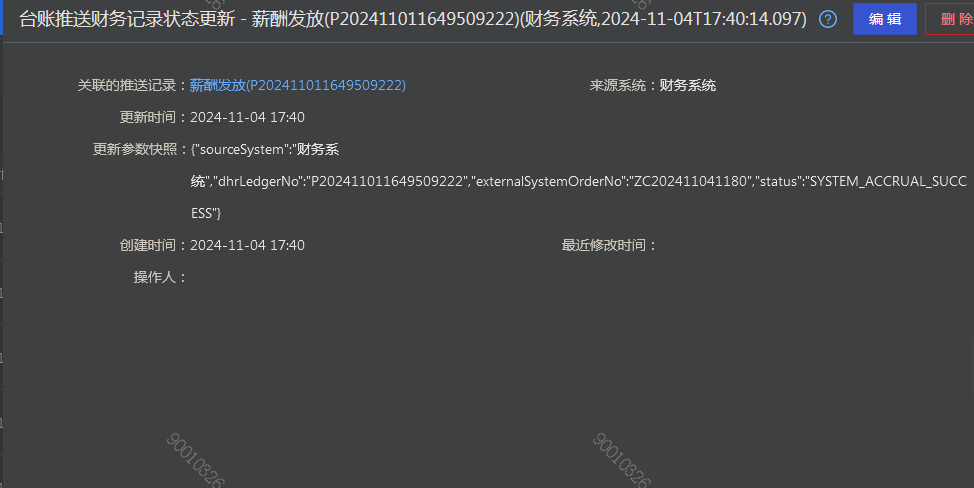 台账推送财务记录状态更新 - 薪酬发放(P202411011649509222)(财务系统,2024-11-04T17:40:14.097) ? 编 辑 删 除
关联的推送记录：薪酬发放(P202411011649509222) 来源系统：财务系统
更新时间：2024-11-04 17:40
更新参数快照：{"sourceSystem":"财务系
统","dhrLedgerNo":"P202411011649509222","externalSystemOrderNo":"ZC202411041180","status":"SYSTEM_ACCRUAL_SUCC
ESS"}
创建时间：2024-11-04 17:40 最近修改时间：
操作人：
90010326 90010326